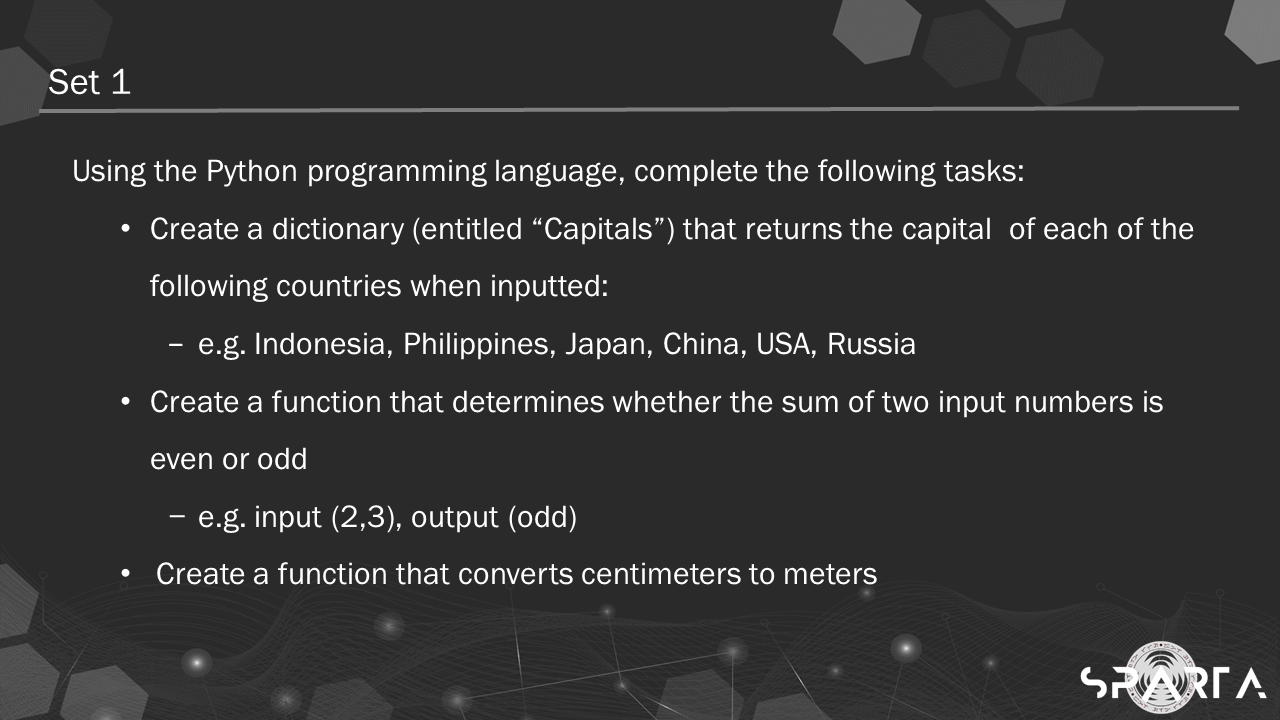 Set 1
Using the Python programming language, complete the following tasks:
• Create a dictionary (entitled “Capitals”) that returns the capital  of each of the
following countries when inputted:
– e.g. Indonesia, Philippines, Japan, China, USA, Russia
• Create a function that determines whether the sum of two input numbers is
even or odd
– e.g. input (2,3), output (odd)
• Create a function that converts centimeters to meters
SPARTA